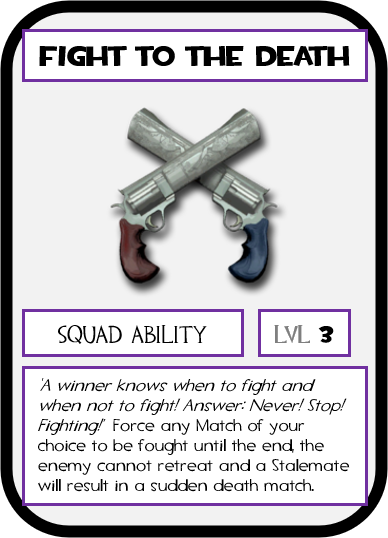 FIGHT TO THE DEATH
SQUAD ABILITY
LVL 3
'A winner knows when to fight and
when not to fight! Answer: Never! Stop!
Fighting!' Force any Match of your
choice to be fought until the end, the
enemy cannot retreat and a Stalemate
will result in a sudden death match.